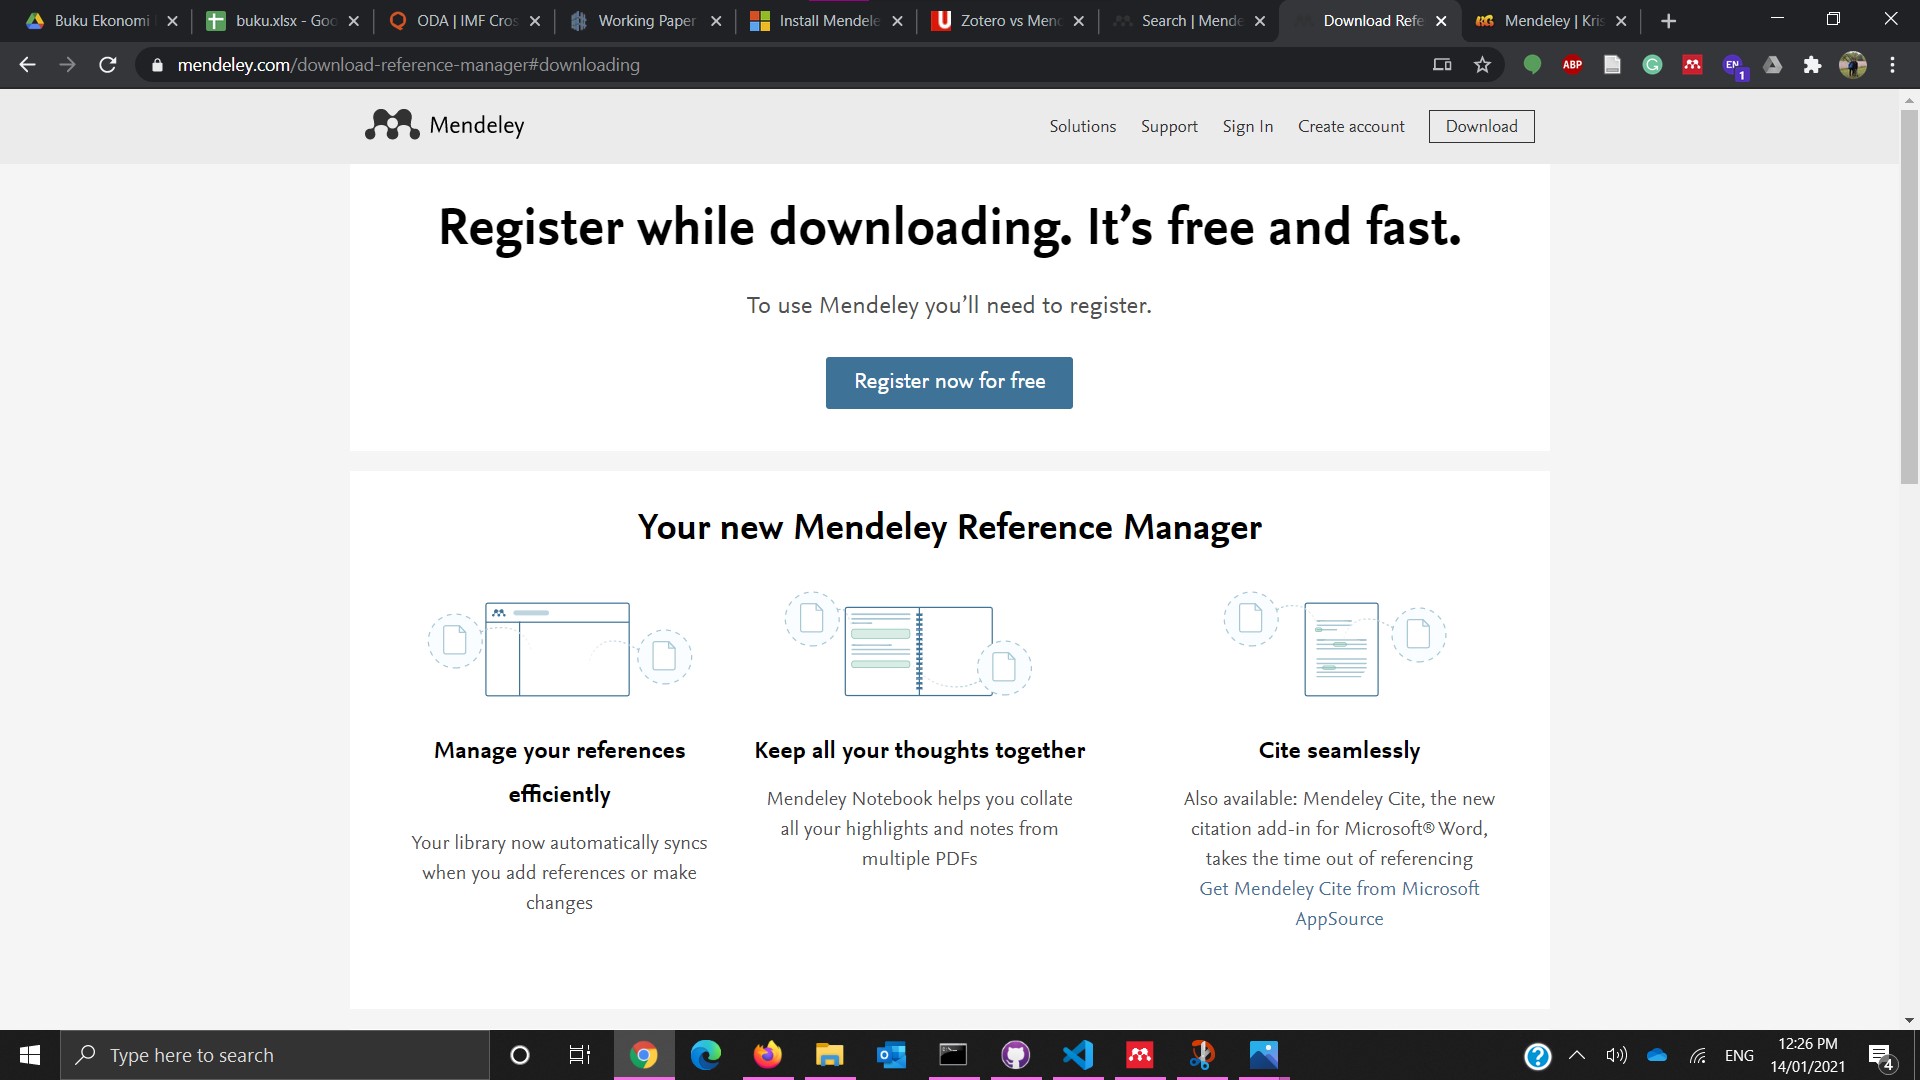 Buku Ekonomi
buku.xlsx - Goo
ODA | IMF Cros
Working Paper
Install Mendele
Zotero vs Mend
Search | Mende
Download Refe
Mendeley | Kris
mendeley.com/download-reference-manager#downloading
ABP
EN
1
Mendeley
Solutions
Support
Sign In
Create account
Download
Register while downloading. It’s free and fast.
To use Mendeley you’ll need to register.
Register now for free
Your new Mendeley Reference Manager
Manage your references
efficiently
Your library now automatically syncs
when you add references or make
changes
Keep all your thoughts together
Mendeley Notebook helps you collate
all your highlights and notes from
multiple PDFs
Cite seamlessly
Also available: Mendeley Cite, the new
citation add-in for Microsoft® Word,
takes the time out of referencing
Get Mendeley Cite from Microsoft
AppSource
Type here to search
ENG
12:26 PM
14/01/2021
4